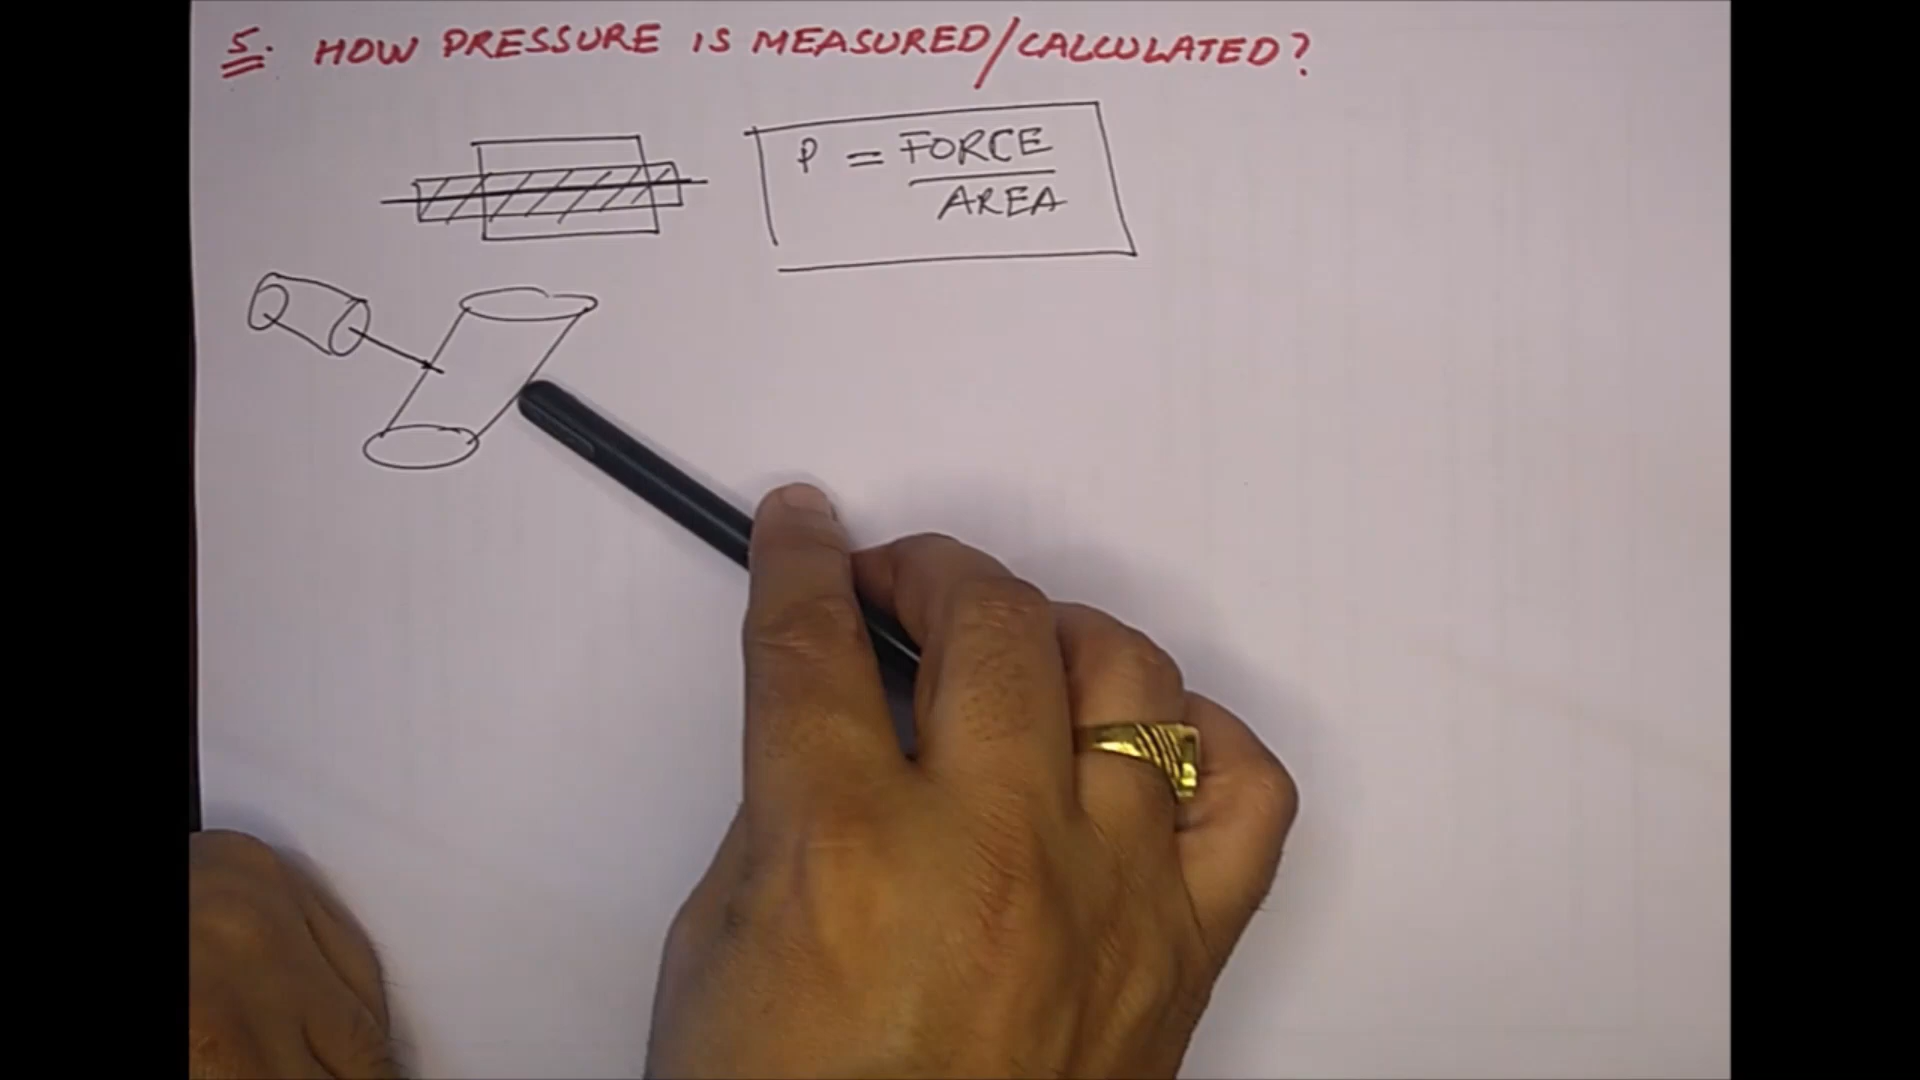 5. HOW PRESSURE IS MEASURED/CALCULATED?
P = FORCE
AREA